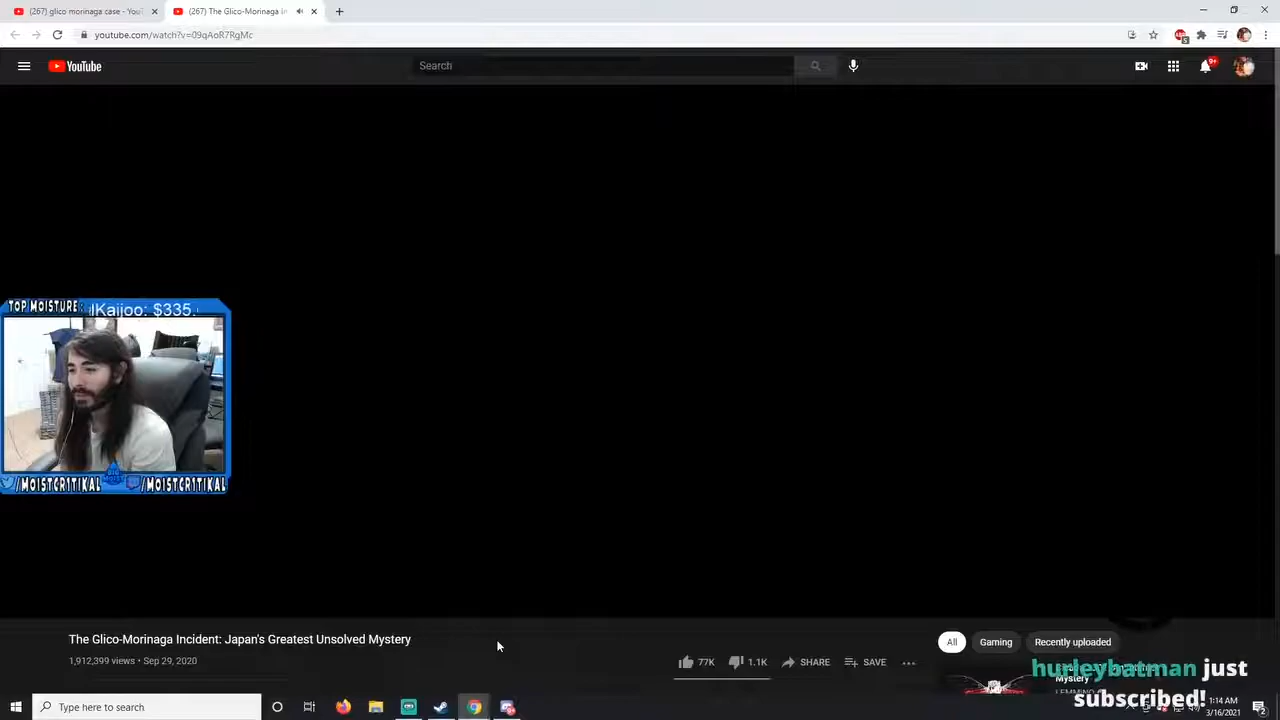 (267) glico morinaga case - YouT
(267) The Glico-Morinaga In
youtube.com/watch?v=09qAoR7RgMc
YouTube
Search
9+
TOP MOISTURE:
Kaijoo: $335.
/MOISTCR1TIKAL
/MOISTCR1TIKAL
The Glico-Morinaga Incident: Japan's Greatest Unsolved Mystery
1,912,399 views • Sep 29, 2020
77K
1.1K
SHARE
SAVE
All
Gaming
Recently uploaded
Mystery
LEMMiNO
hurleybatman just
subscribed!
Type here to search
1:14 AM
3/16/2021
2